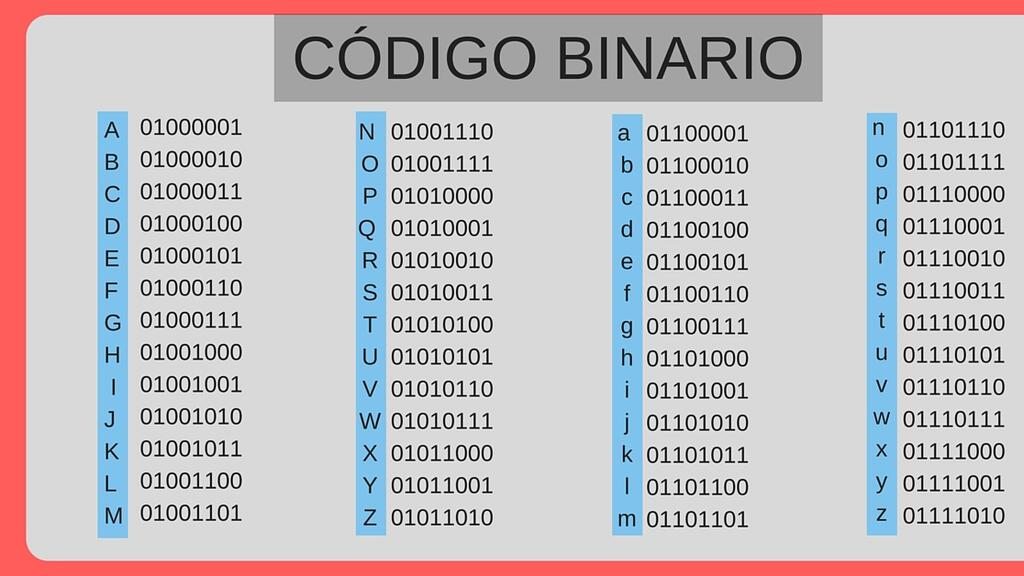 CÓDIGO BINARIO
A 01000001
B 01000010
C 01000011
D 01000100
E 01000101
F 01000110
G 01000111
H 01001000
I 01001001
J 01001010
K 01001011
L 01001100
M 01001101
N 01001110
O 01001111
P 01010000
Q 01010001
R 01010010
S 01010011
T 01010100
U 01010101
V 01010110
W 01010111
X 01011000
Y 01011001
Z 01011010
a 01100001
b 01100010
c 01100011
d 01100100
e 01100101
f 01100110
g 01100111
h 01101000
i 01101001
j 01101010
k 01101011
l 01101100
m 01101101
n 01101110
o 01101111
p 01110000
q 01110001
r 01110010
s 01110011
t 01110100
u 01110101
v 01110110
w 01110111
x 01111000
y 01111001
z 01111010